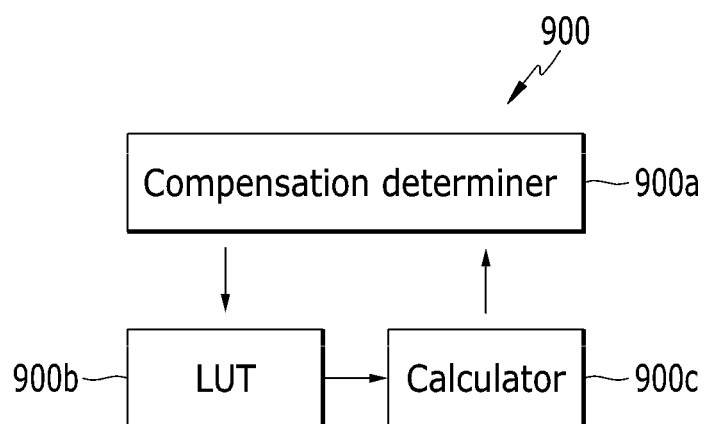 900
Compensation determiner
900a
900b
LUT
Calculator
900c